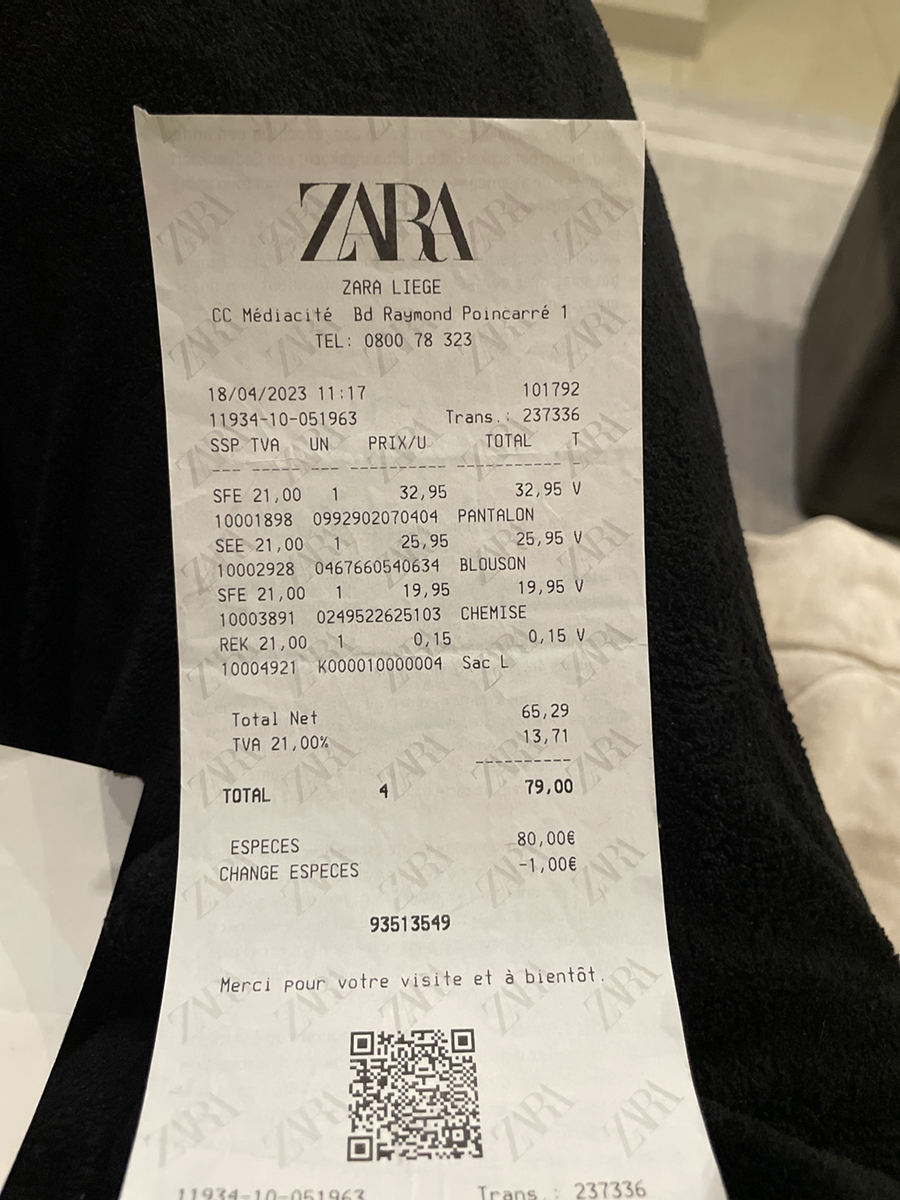 ZARA
ZARA LIEGE
CC Médiacité Bd Raymond Poincarré 1
TEL: 0800 78 323
18/04/2023 11:17 101792
11934-10-051963 Trans.: 237336
SSP TVA UN PRIX/U TOTAL T
--- ----- --- ---------- ----------- -
SFE 21,00 1 32,95 32,95 V
10001898 0992902070404 PANTALON
SEE 21,00 1 25,95 25,95 V
10002928 0467660540634 BLOUSON
SFE 21,00 1 19,95 19,95 V
10003891 0249522625103 CHEMISE
REK 21,00 1 0,15 0,15 V
10004921 K000010000004 Sac L
Total Net 65,29
TVA 21,00% 13,71
----------
TOTAL 4 79,00
ESPECES 80,00€
CHANGE ESPECES -1,00€
93513549
Merci pour votre visite et à bientôt.
11934-10-051963 Trans.: 237336